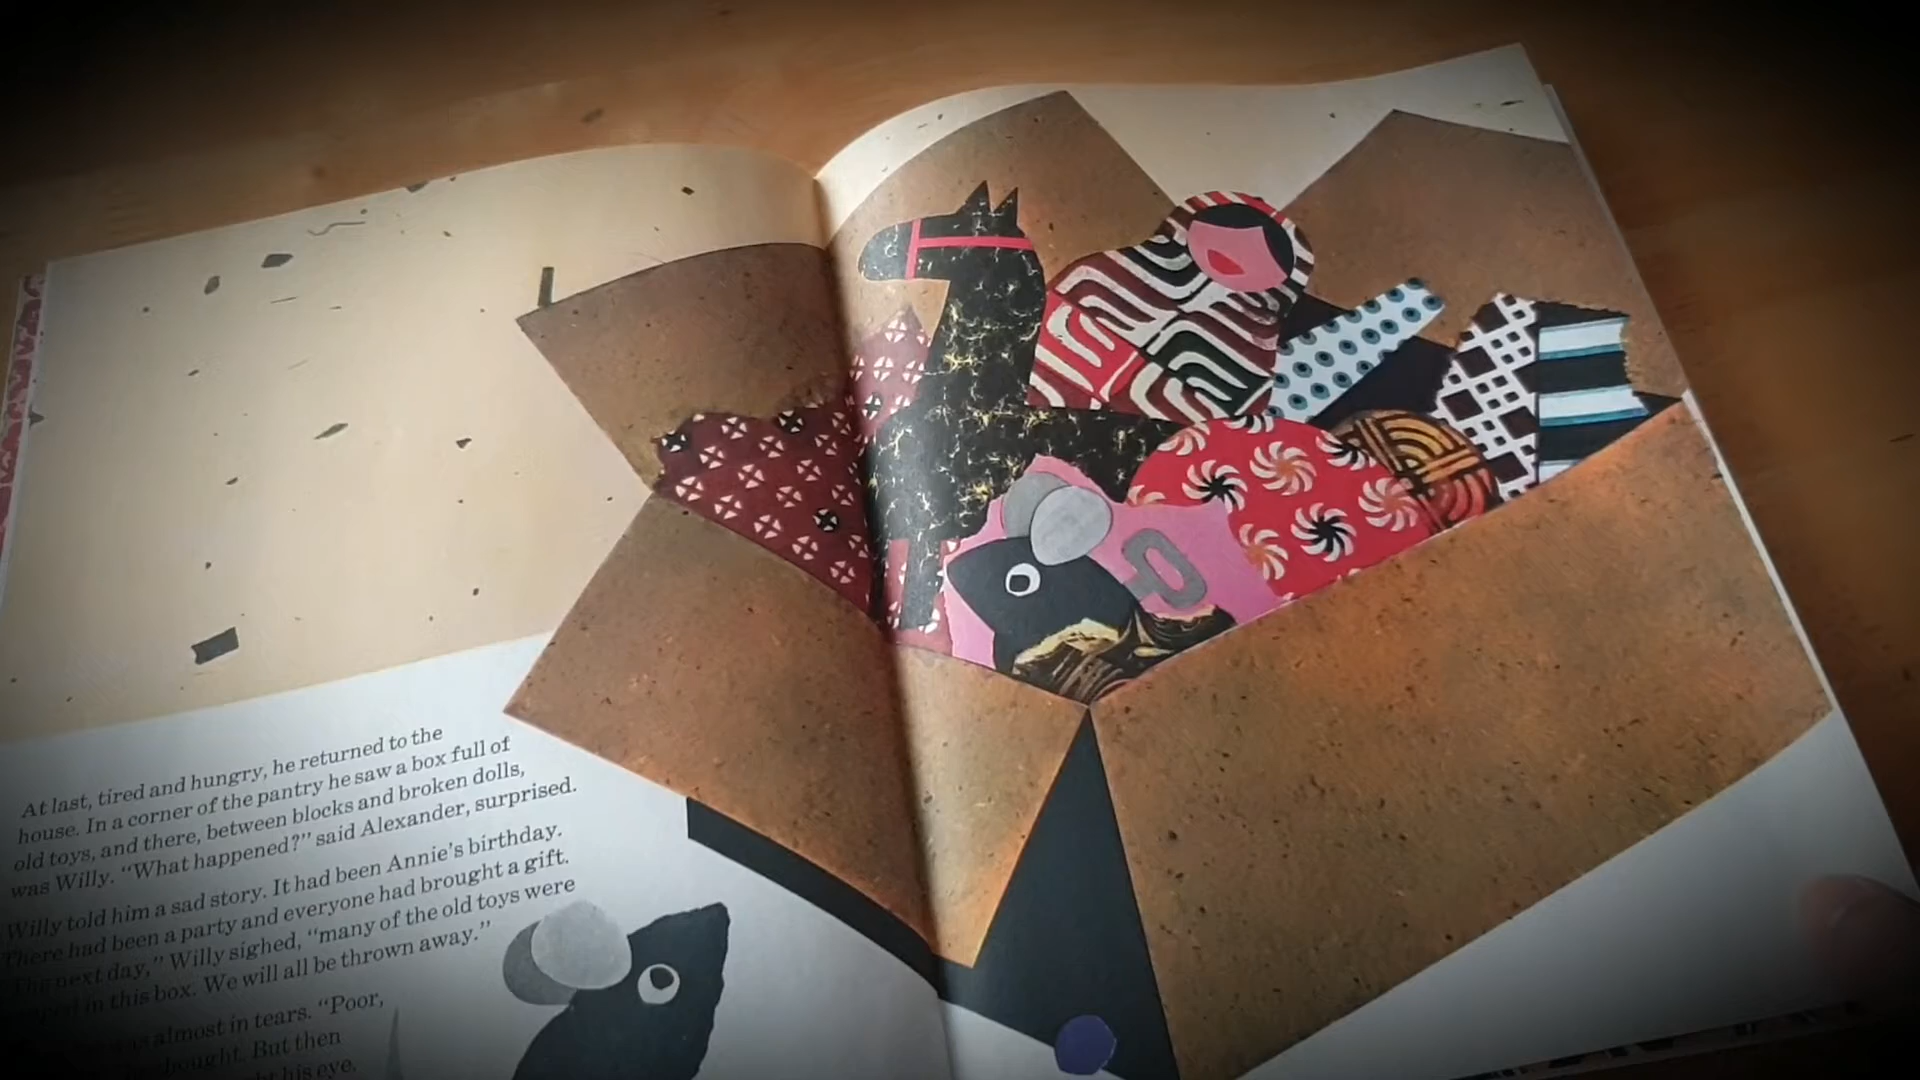 At last, tired and hungry, he returned to the
house. In a corner of the pantry he saw a box full of
old toys, and there, between blocks and broken dolls,
was Willy. “What happened?” said Alexander, surprised.
Willy told him a sad story. It had been Annie’s birthday.
There had been a party and everyone had brought a gift.
“The next day,” Willy sighed, “many of the old toys were
in this box. We will all be thrown away.”
almost in tears. “Poor,
thought. But then
his eye.